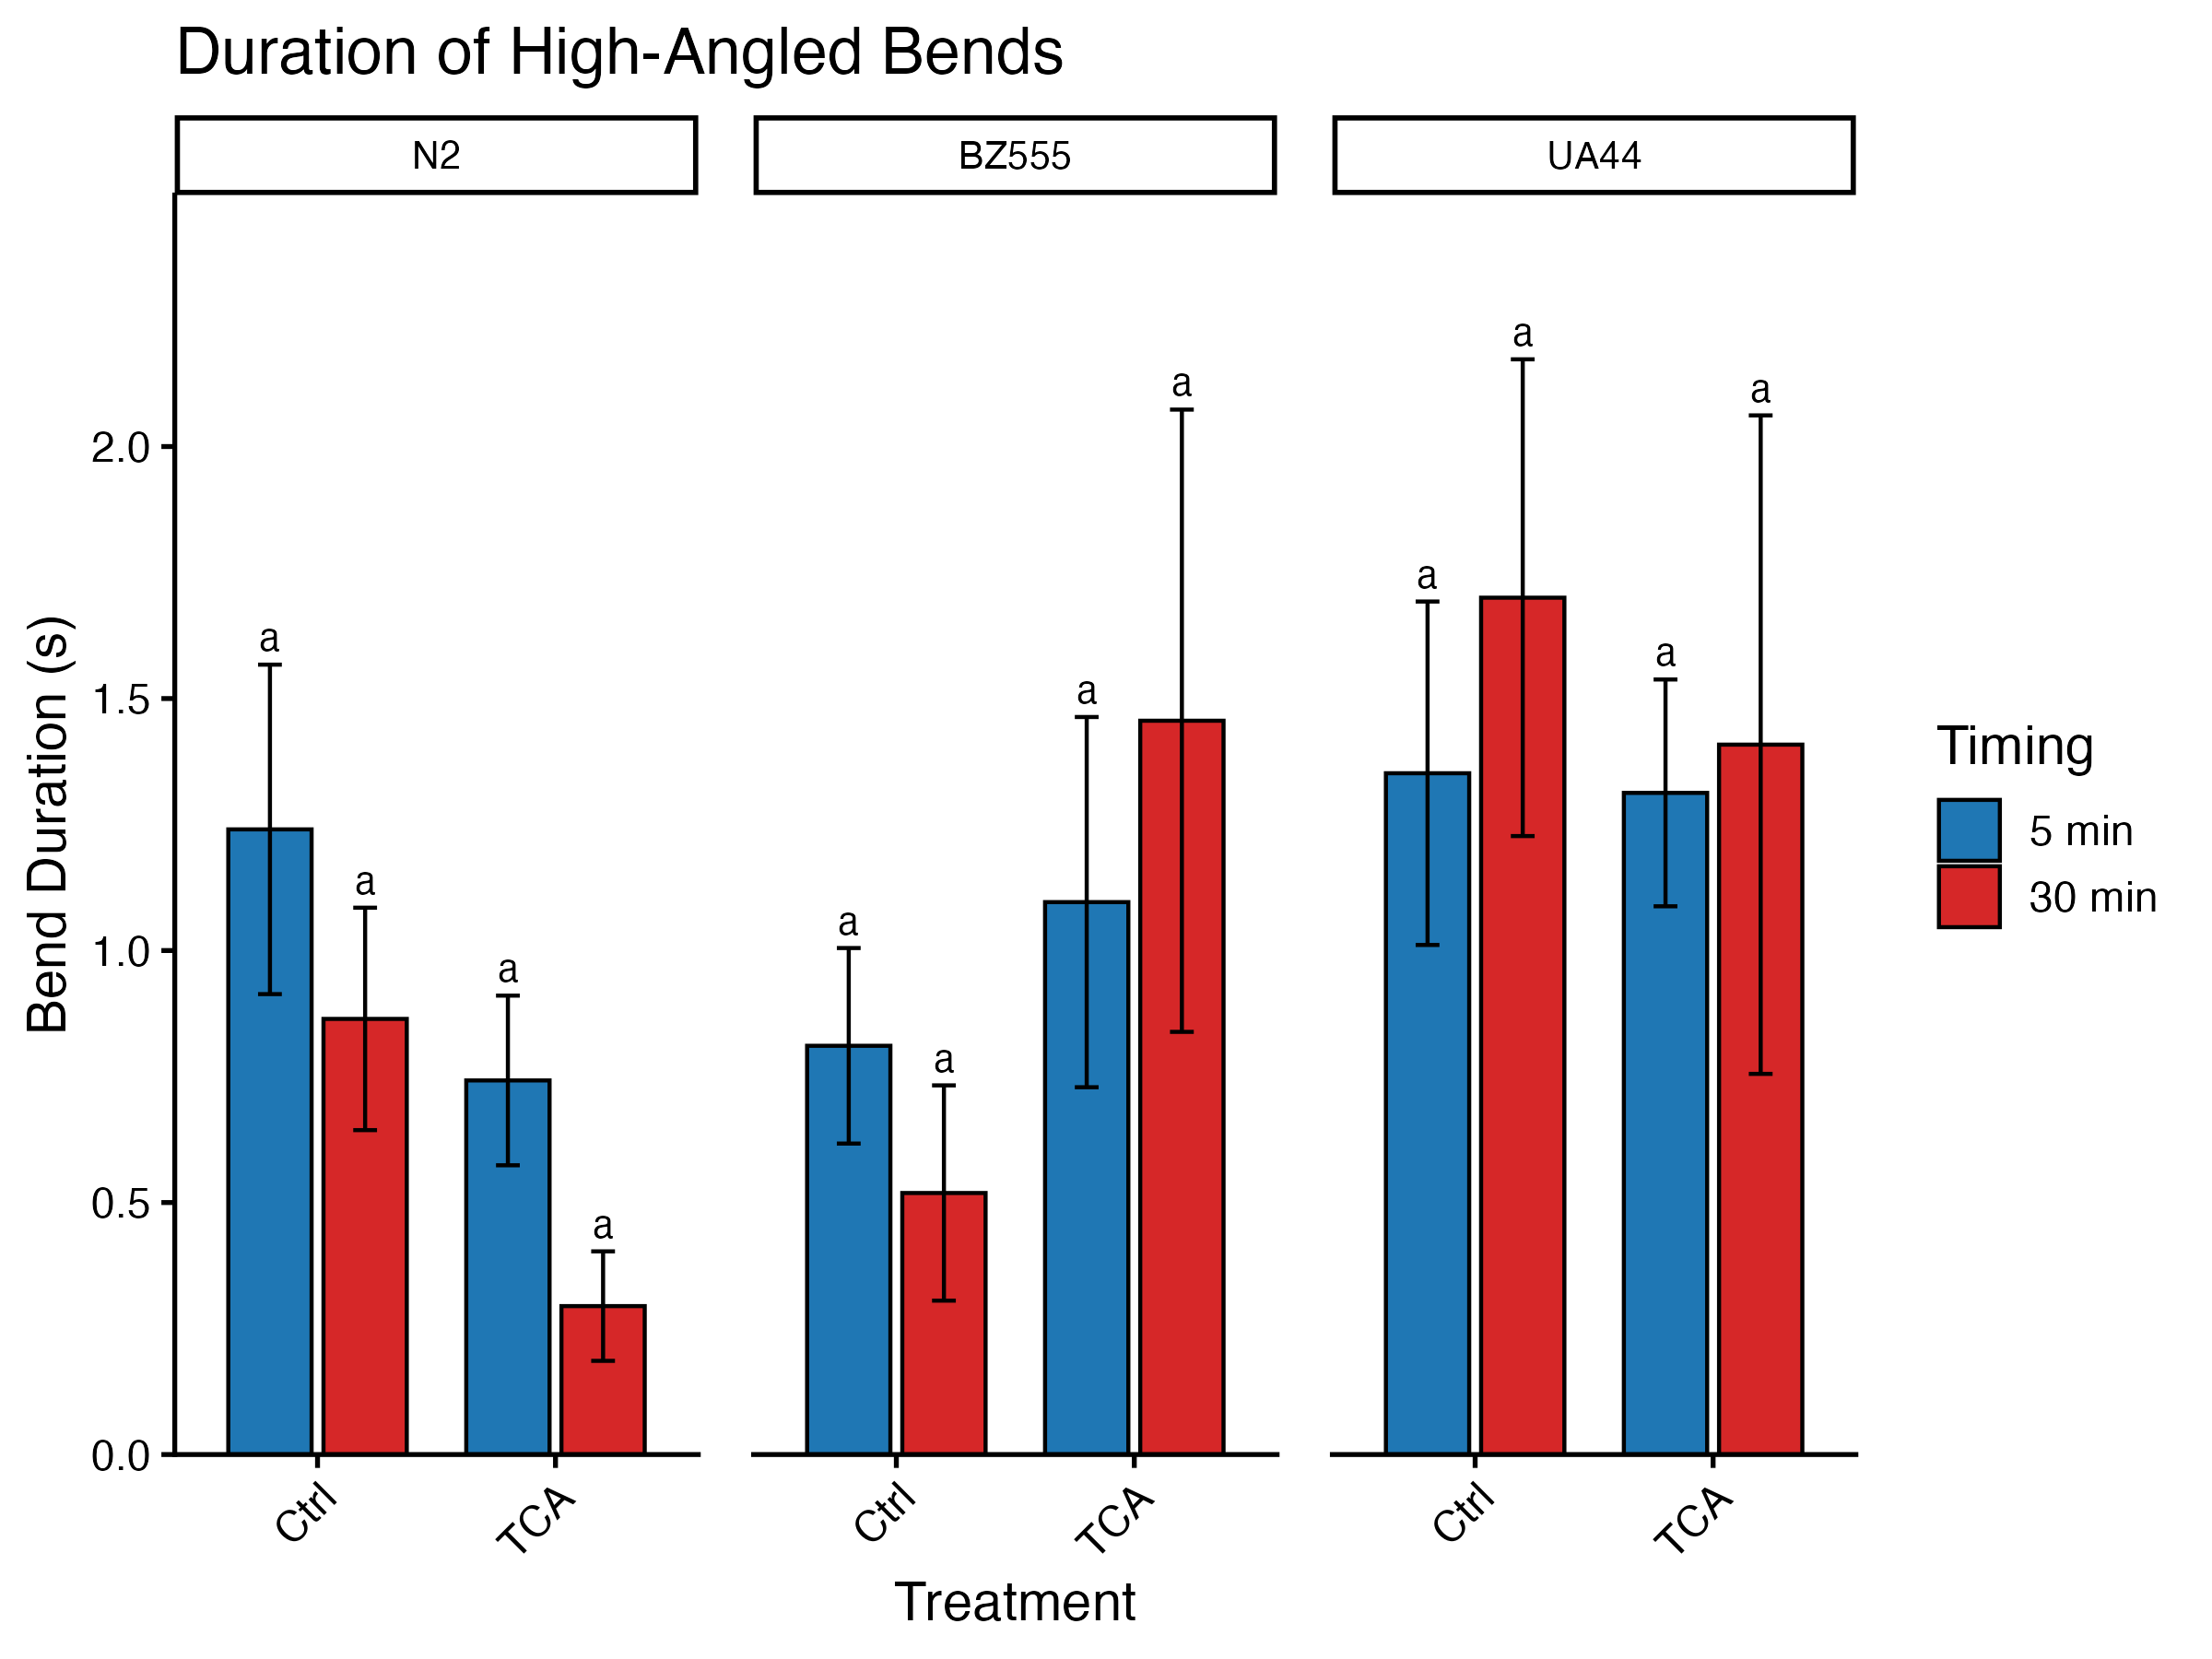 Duration of High-Angled Bends
N2
BZ555
UA44
Bend Duration (s)
2.0
1.5
1.0
0.5
0.0
a
a
a
a
a
a
a
a
a
a
a
a
Ctrl
TCA
Ctrl
TCA
Ctrl
TCA
Treatment
Timing
5 min
30 min